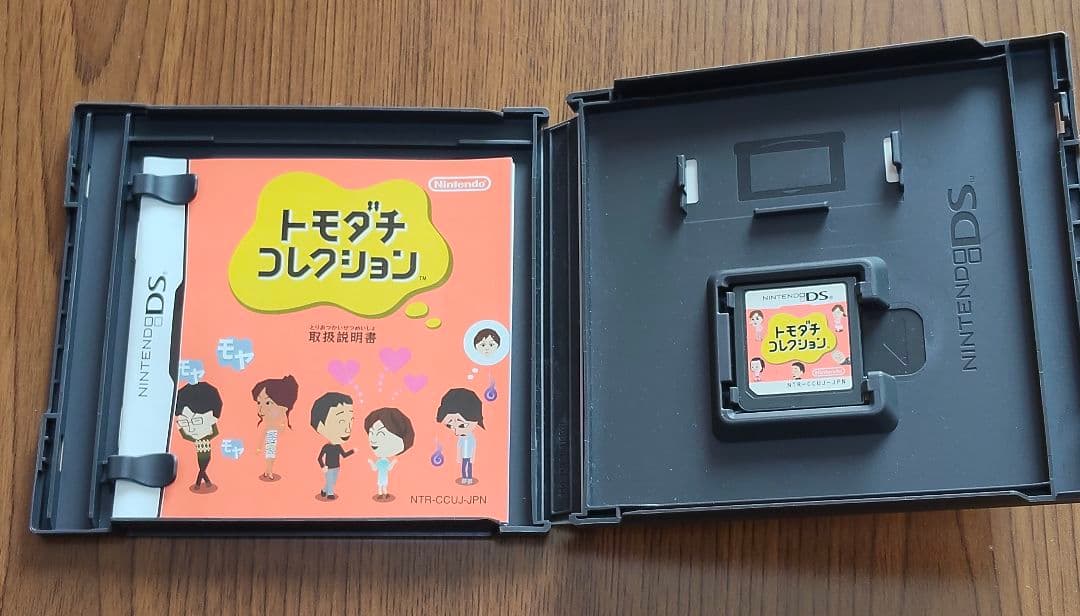 NINTENDO DS
Nintendo
トモダチ
コレクション™
とりあつかいせつめいしょ
取扱説明書
モヤ
モヤ
モヤ
NTR-CCUJ-JPN
NINTENDO DS
トモダチ
コレクション
Nintendo
NTR-CCUJ-JPN
NINTENDO DS